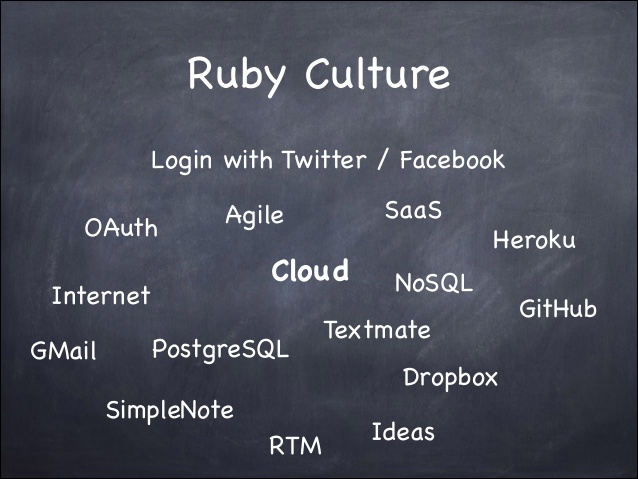 Ruby Culture
Login with Twitter / Facebook
Agile
SaaS
OAuth
Heroku
Cloud
NoSQL
Internet
GitHub
Textmate
GMail
PostgreSQL
Dropbox
SimpleNote
Ideas
RTM